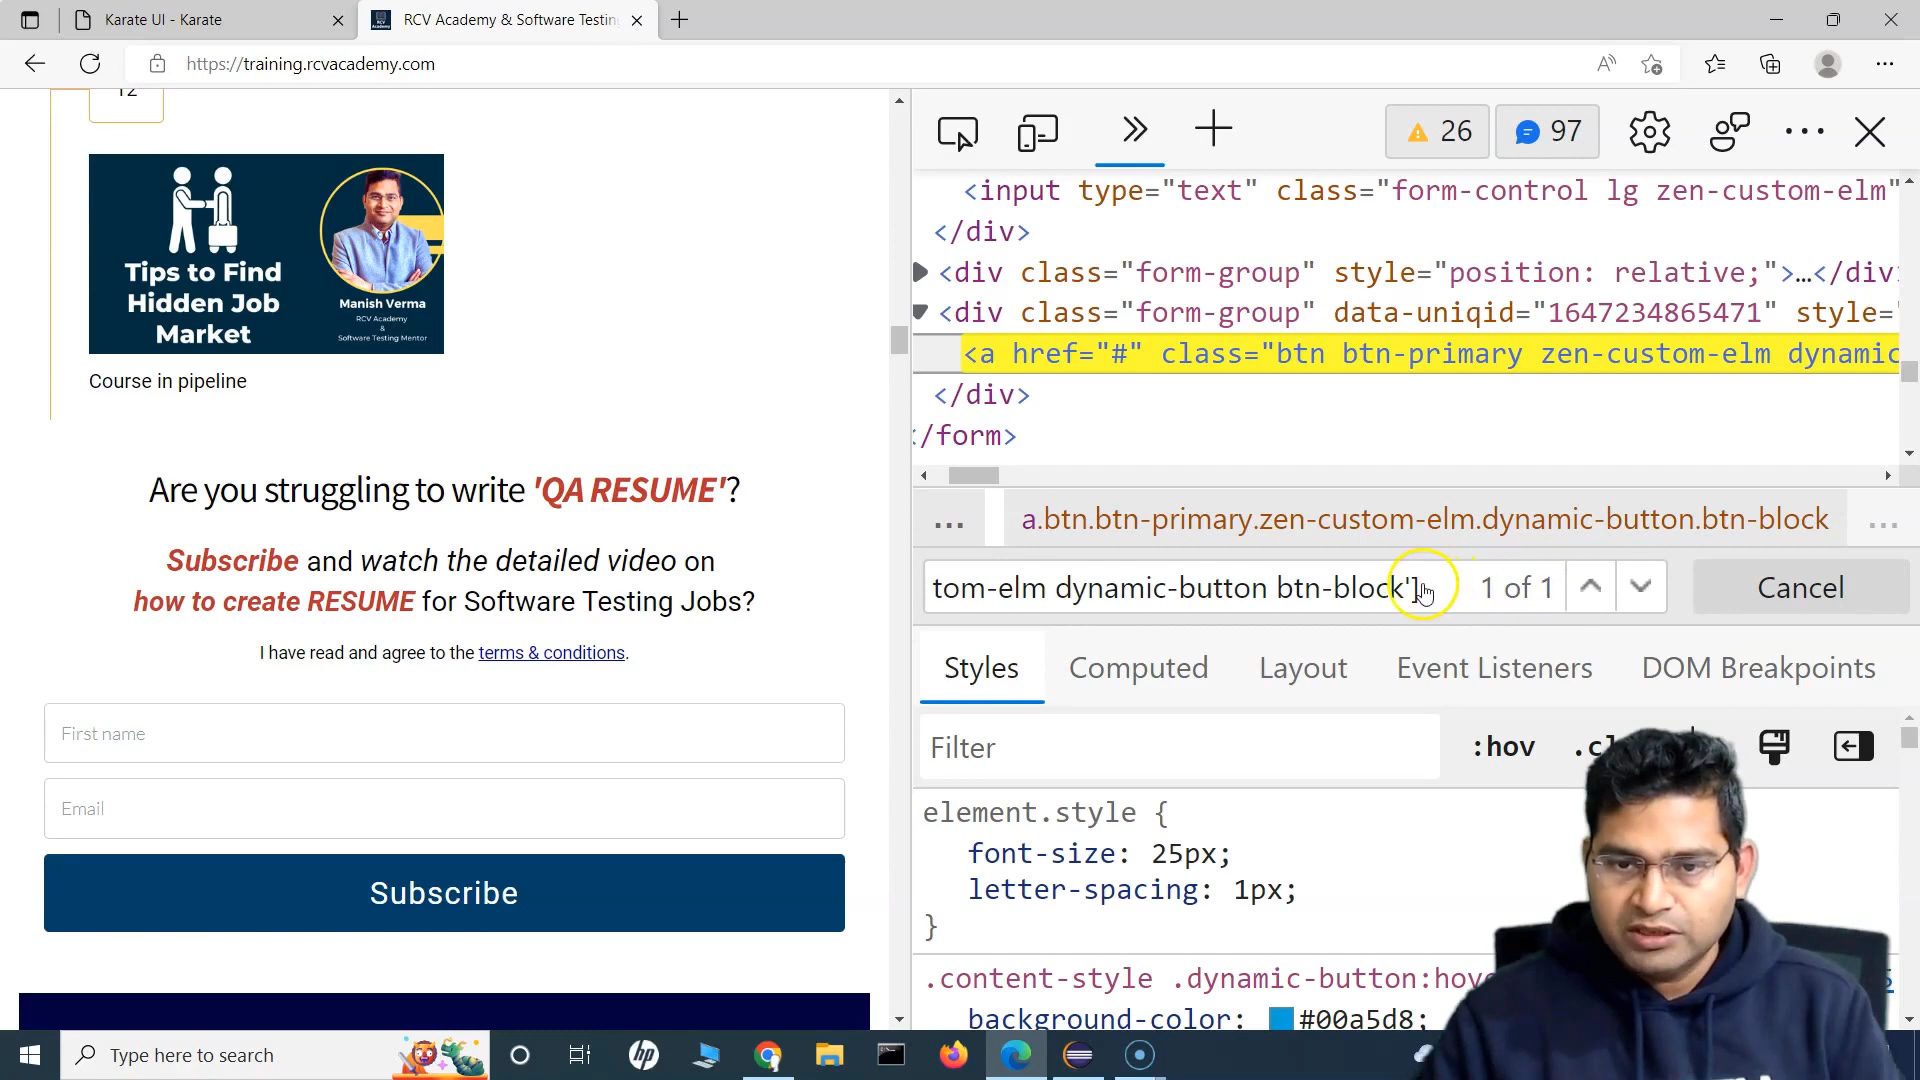 Karate UI - Karate
RCV Academy & Software Testin
https://training.rcvacademy.com
12
Tips to Find
Hidden Job
Market
Manish Verma
RCV Academy
&
Software Testing Mentor
Course in pipeline
Are you struggling to write 'QA RESUME'?
Subscribe and watch the detailed video on
how to create RESUME for Software Testing Jobs?
I have read and agree to the terms & conditions.
First name
Email
Subscribe
26
97
<input type="text" class="form-control lg zen-custom-elm"
</div>
<div class="form-group" style="position: relative;">…</div>
<div class="form-group" data-uniqid="1647234865471" style="
<a href="#" class="btn btn-primary zen-custom-elm dynamic
</div>
</form>
... a.btn.btn-primary.zen-custom-elm.dynamic-button.btn-block ...
tom-elm dynamic-button btn-block']
1 of 1
Cancel
Styles
Computed
Layout
Event Listeners
DOM Breakpoints
Filter
:hov
element.style {
font-size: 25px;
letter-spacing: 1px;
}
.content-style .dynamic-button:hove
background-color: #00a5d8;
Type here to search
hp